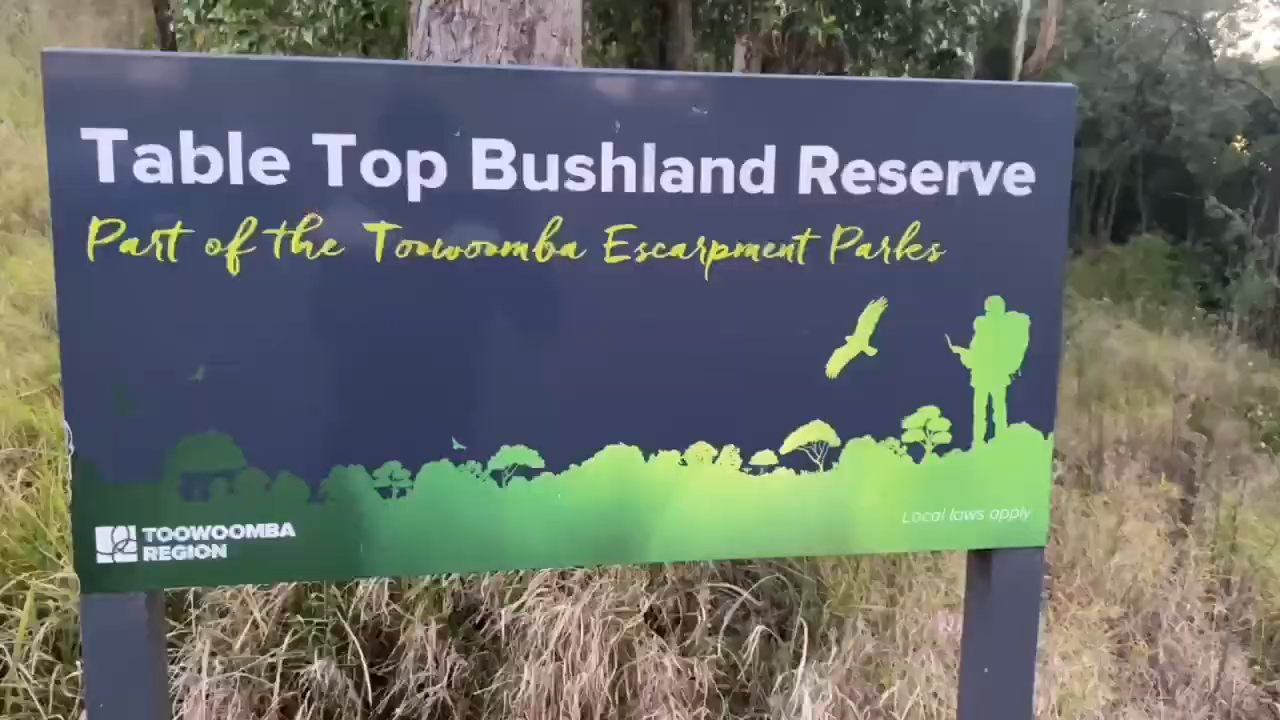 Table Top Bushland Reserve
Part of the Toowoomba Escarpment Parks
Local laws apply
TOOWOOMBA
REGION